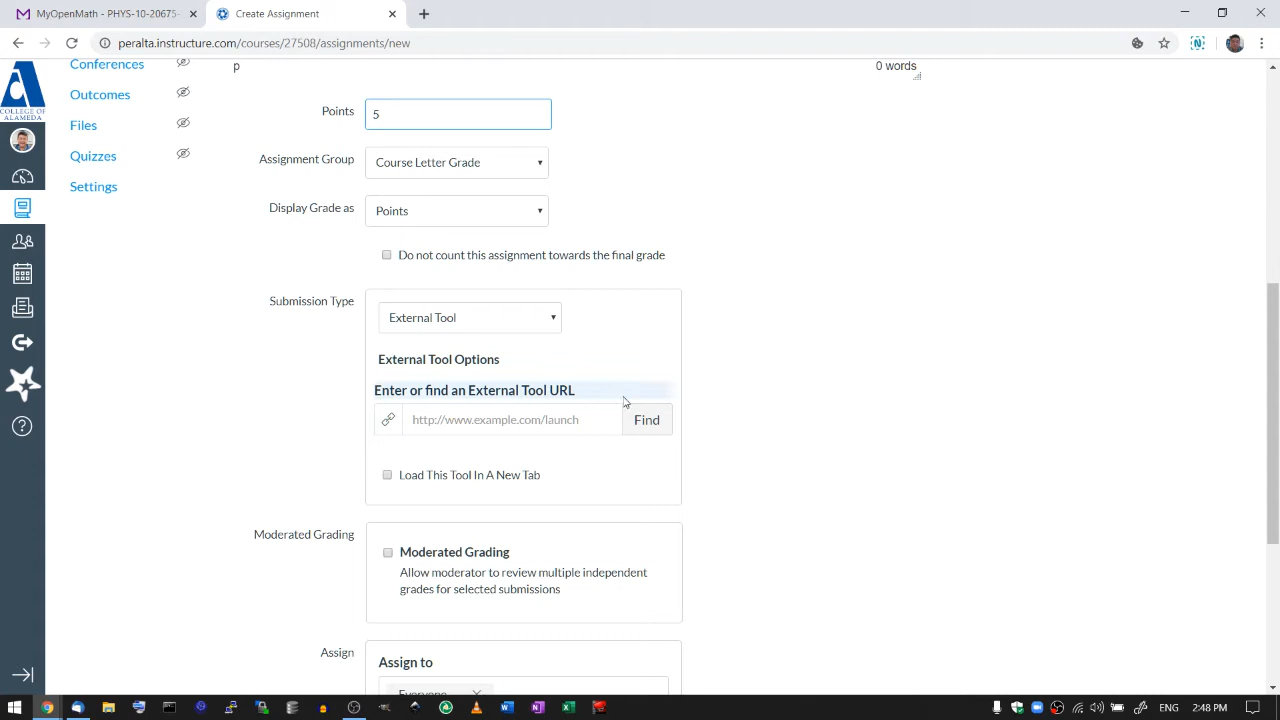 MyOpenMath - PHYS-10-20675-
Create Assignment
peralta.instructure.com/courses/27508/assignments/new
COLLEGE OF
ALAMEDA
Conferences
Outcomes
Files
Quizzes
Settings
p
0 words
Points
5
Assignment Group
Course Letter Grade
Display Grade as
Points
Do not count this assignment towards the final grade
Submission Type
External Tool
External Tool Options
Enter or find an External Tool URL
http://www.example.com/launch
Find
Load This Tool In A New Tab
Moderated Grading
Moderated Grading
Allow moderator to review multiple independent
grades for selected submissions
Assign
Assign to
Everyone
2:48 PM